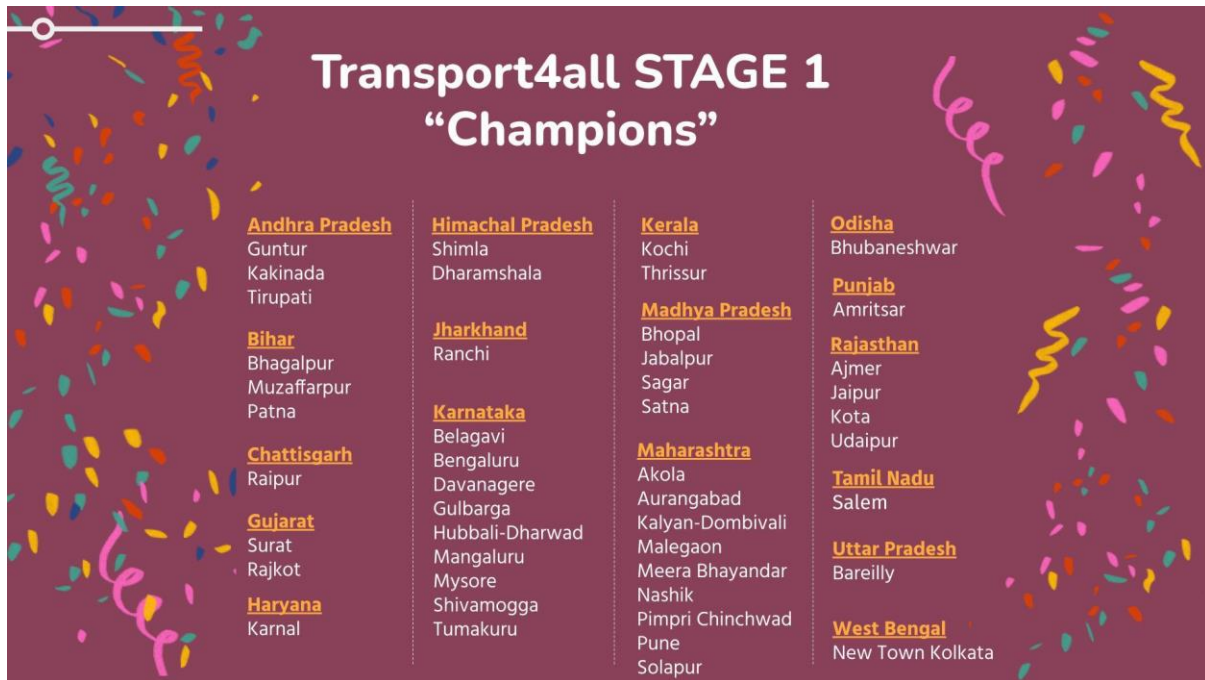 Transport4all STAGE 1
“Champions”
Andhra Pradesh
Guntur
Kakinada
Tirupati
Bihar
Bhagalpur
Muzaffarpur
Patna
Chattisgarh
Raipur
Gujarat
Surat
Rajkot
Haryana
Karnal
Himachal Pradesh
Shimla
Dharamshala
Jharkhand
Ranchi
Karnataka
Belagavi
Bengaluru
Davanagere
Gulbarga
Hubbali-Dharwad
Mangaluru
Mysore
Shivamogga
Tumakuru
Kerala
Kochi
Thrissur
Madhya Pradesh
Bhopal
Jabalpur
Sagar
Satna
Maharashtra
Akola
Aurangabad
Kalyan-Dombivali
Malegaon
Meera Bhayandar
Nashik
Pimpri Chinchwad
Pune
Solapur
Odisha
Bhubaneshwar
Punjab
Amritsar
Rajasthan
Ajmer
Jaipur
Kota
Udaipur
Tamil Nadu
Salem
Uttar Pradesh
Bareilly
West Bengal
New Town Kolkata